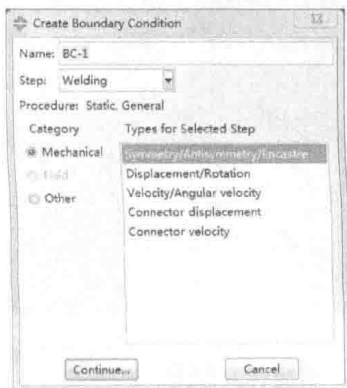 Create Boundary Condition
Name: BC-1
Step: Welding
Procedure: Static, General
Category Types for Selected Step
Mechanical Symmetry/Antisymmetry/Encastre
Fluid Displacement/Rotation
Other Velocity/Angular velocity
Connector displacement
Connector velocity
Continue... Cancel